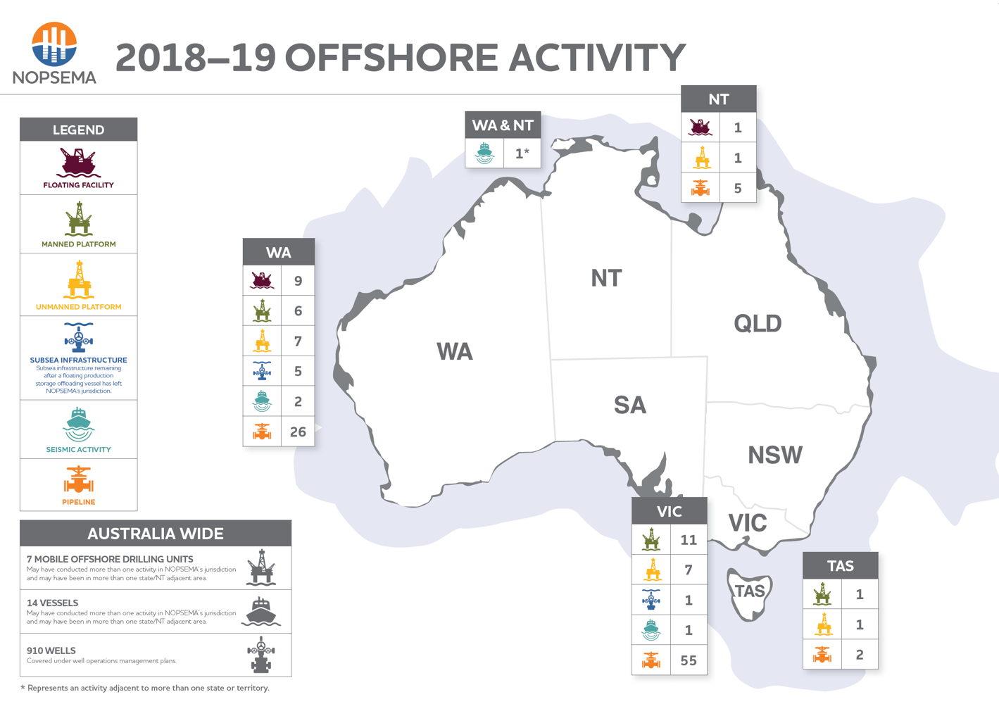 NOPSEMA
2018–19 OFFSHORE ACTIVITY
LEGEND
FLOATING FACILITY
MANNED PLATFORM
UNMANNED PLATFORM
SUBSEA INFRASTRUCTURE
Subsea infrastructure remaining
after a floating production
storage offloading vessel has left
NOPSEMA's jurisdiction.
SEISMIC ACTIVITY
PIPELINE
AUSTRALIA WIDE
7 MOBILE OFFSHORE DRILLING UNITS
May have conducted more than one activity in NOPSEMA's jurisdiction
and may have been in more than one state/NT adjacent area.
14 VESSELS
May have conducted more than one activity in NOPSEMA's jurisdiction
and may have been in more than one state/NT adjacent area.
910 WELLS
Covered under well operations management plans.
* Represents an activity adjacent to more than one state or territory.
WA
9
6
7
5
2
26
WA & NT
1*
NT
1
1
5
WA
NT
QLD
SA
NSW
VIC
TAS
VIC
11
7
1
1
55
TAS
1
1
2